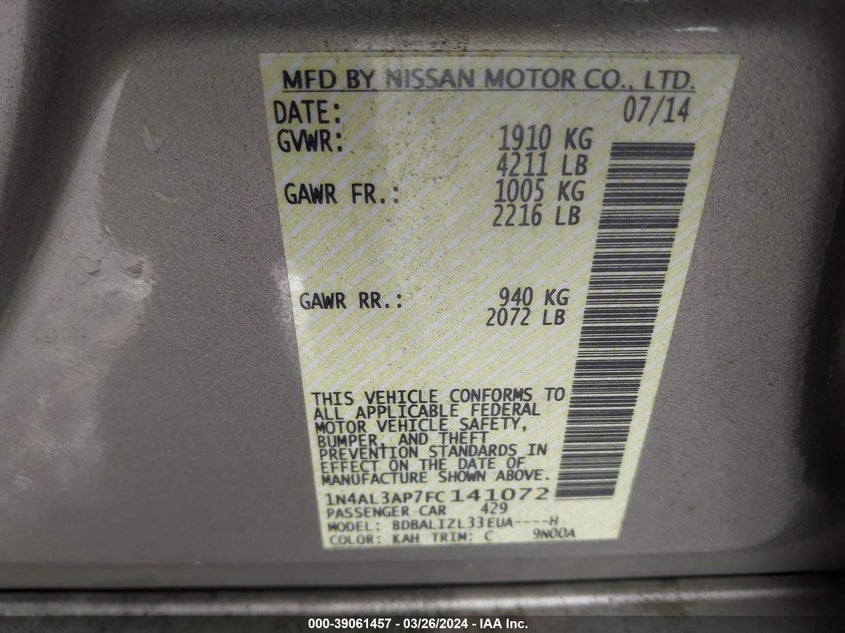 MFD BY NISSAN MOTOR CO., LTD.
DATE: 07/14
GVWR: 1910 KG
4211 LB
GAWR FR.: 1005 KG
2216 LB
GAWR RR.: 940 KG
2072 LB
THIS VEHICLE CONFORMS TO
ALL APPLICABLE FEDERAL
MOTOR VEHICLE SAFETY,
BUMPER, AND THEFT
PREVENTION STANDARDS IN
EFFECT ON THE DATE OF
MANUFACTURE SHOWN ABOVE.
1N4AL3AP7FC141072
PASSENGER CAR 429
MODEL: BDBALIZL33EUA----H
COLOR: KAH TRIM: C 9N00A
000-39061457 - 03/26/2024 - IAA Inc.